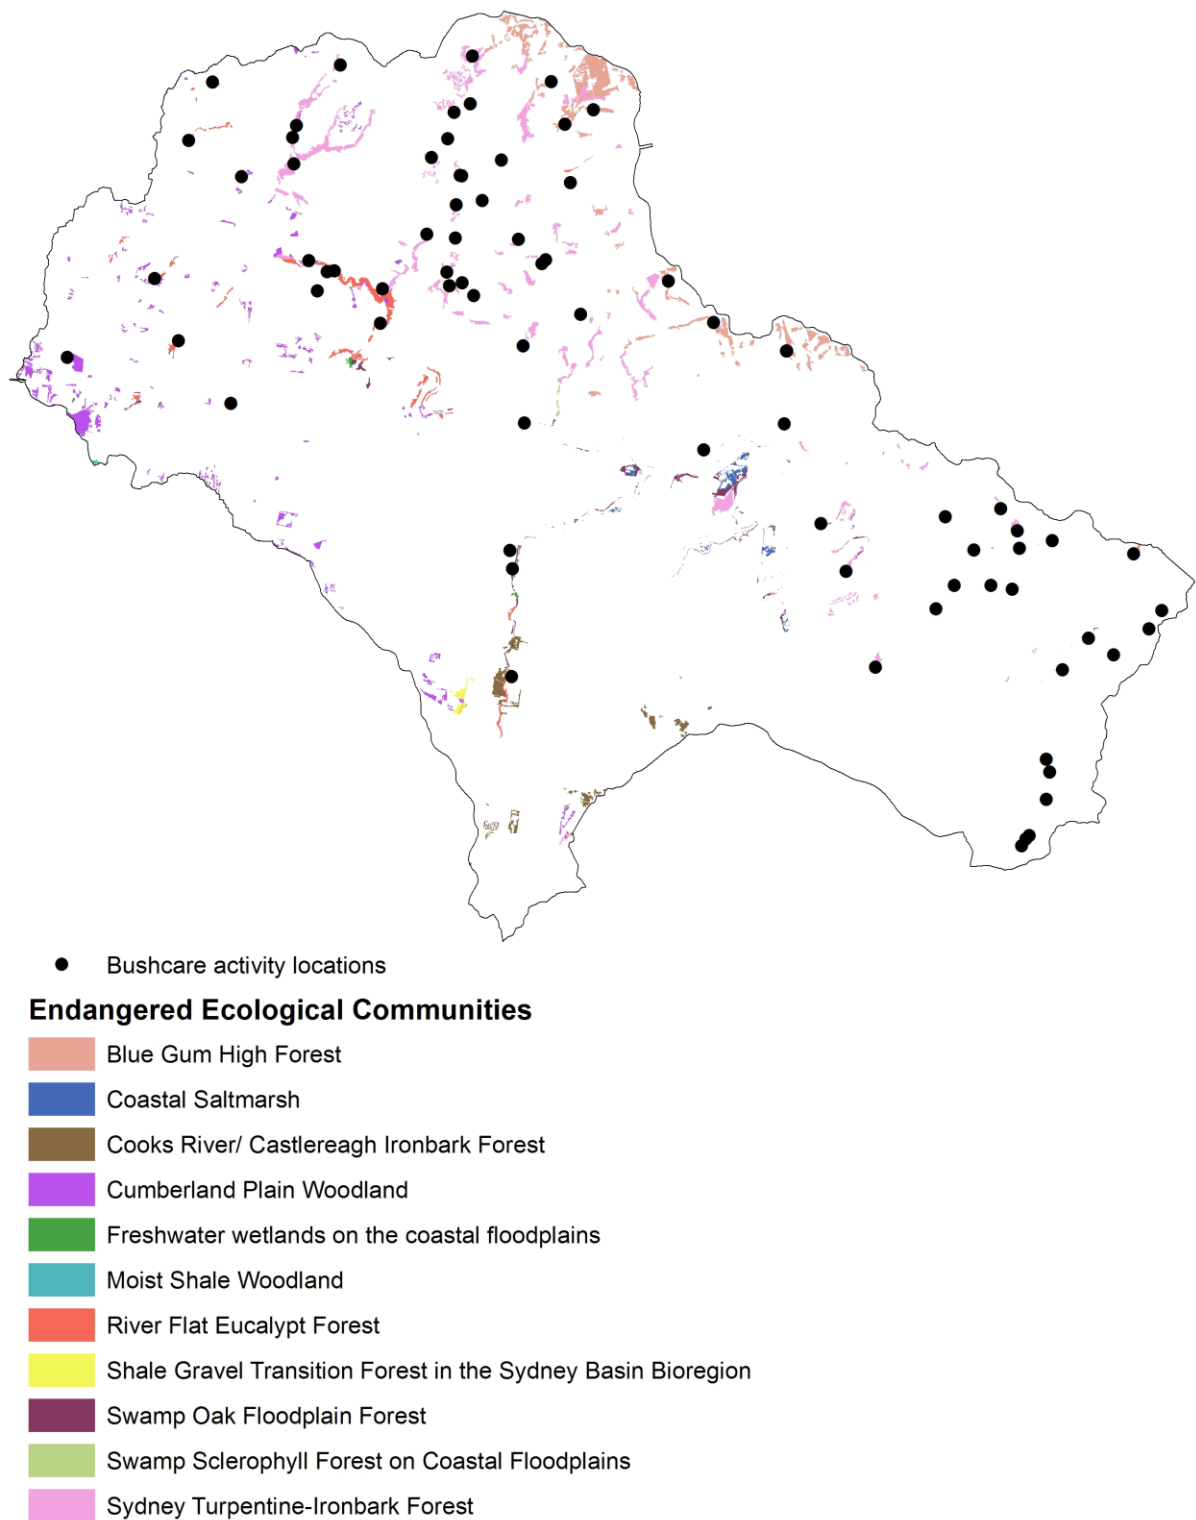 Bushcare activity locations
Endangered Ecological Communities
Blue Gum High Forest
Coastal Saltmarsh
Cooks River/ Castlereagh Ironbark Forest
Cumberland Plain Woodland
Freshwater wetlands on the coastal floodplains
Moist Shale Woodland
River Flat Eucalypt Forest
Shale Gravel Transition Forest in the Sydney Basin Bioregion
Swamp Oak Floodplain Forest
Swamp Sclerophyll Forest on Coastal Floodplains
Sydney Turpentine-Ironbark Forest